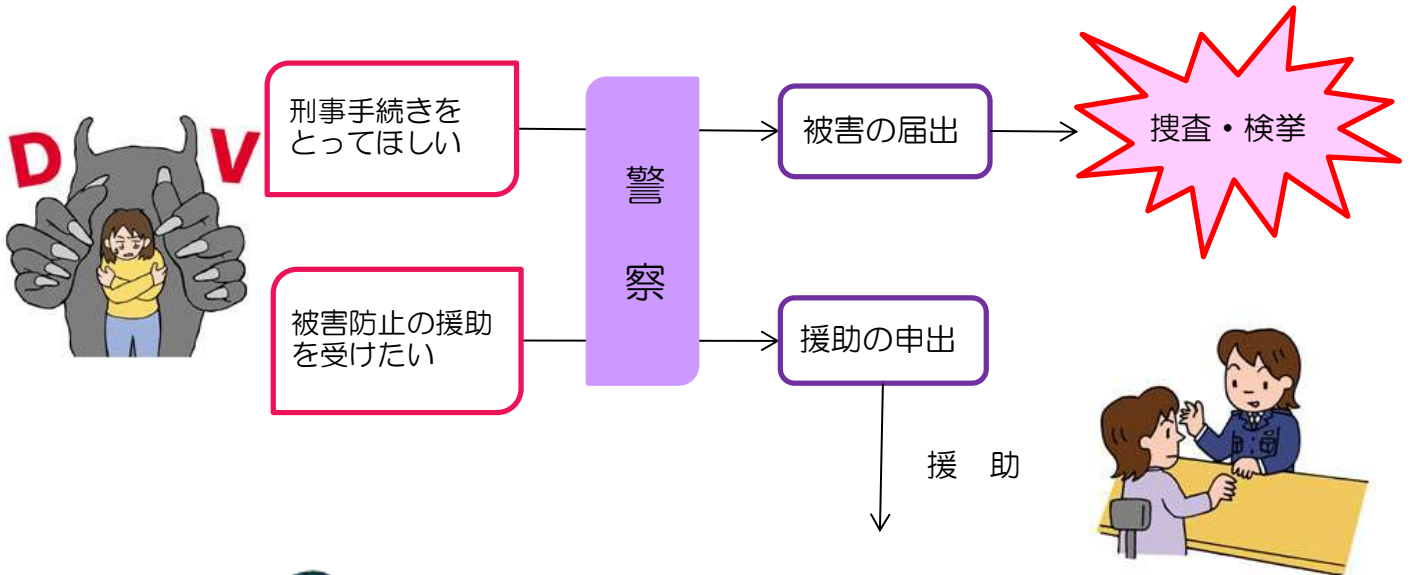 DV
刑事手続きを
とってほしい
警察
被害の届出
捜査・検挙
被害防止の援助
を受けたい
援助の申出
援 助